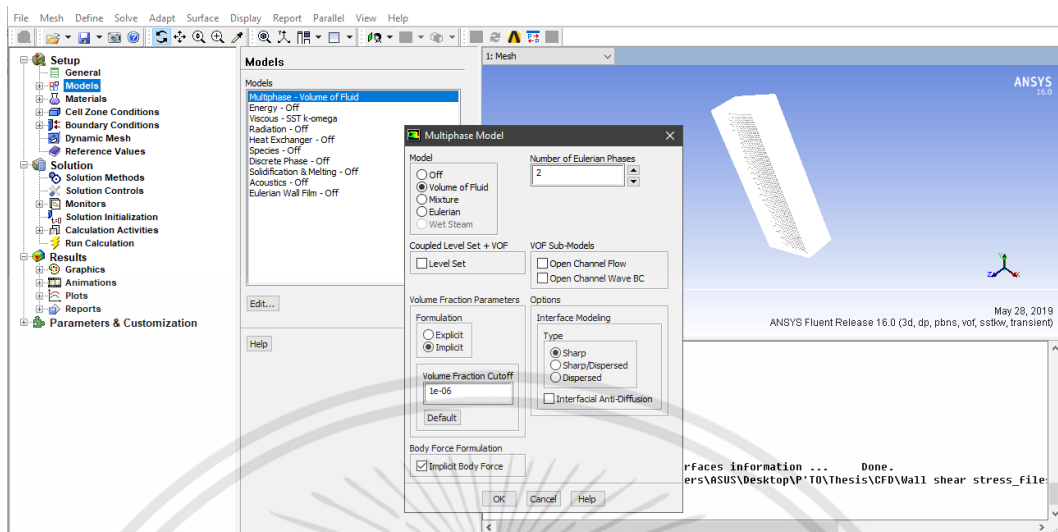 File Mesh Define Solve Adapt Surface Display Report Parallel View Help
Setup
General
Models
Materials
Cell Zone Conditions
Boundary Conditions
Dynamic Mesh
Reference Values
Solution
Solution Methods
Solution Controls
Monitors
Solution Initialization
Calculation Activities
Run Calculation
Results
Graphics
Animations
Plots
Reports
Parameters & Customization
Models
Models
Multiphase - Volume of Fluid
Energy - Off
Viscous - SST k-omega
Radiation - Off
Heat Exchanger - Off
Species - Off
Discrete Phase - Off
Solidification & Melting - Off
Acoustics - Off
Eulerian Wall Film - Off
Edit...
Help
1: Mesh
ANSYS
16.0
May 28, 2019
ANSYS Fluent Release 16.0 (3d, dp, pbns, vof, sstkw, transient)
Multiphase Model
Model
Off
Volume of Fluid
Mixture
Eulerian
Wet Steam
Number of Eulerian Phases
2
Coupled Level Set + VOF
Level Set
VOF Sub-Models
Open Channel Flow
Open Channel Wave BC
Volume Fraction Parameters
Formulation
Explicit
Implicit
Volume Fraction Cutoff
1e-06
Default
Options
Interface Modeling
Type
Sharp
Sharp/Dispersed
Dispersed
Interfacial Anti-Diffusion
Body Force Formulation
Implicit Body Force
OK Cancel Help
rfaces information ... Done.
ers\ASUS\Desktop\P'TO\Thesis\CFD\Wall shear stress_file